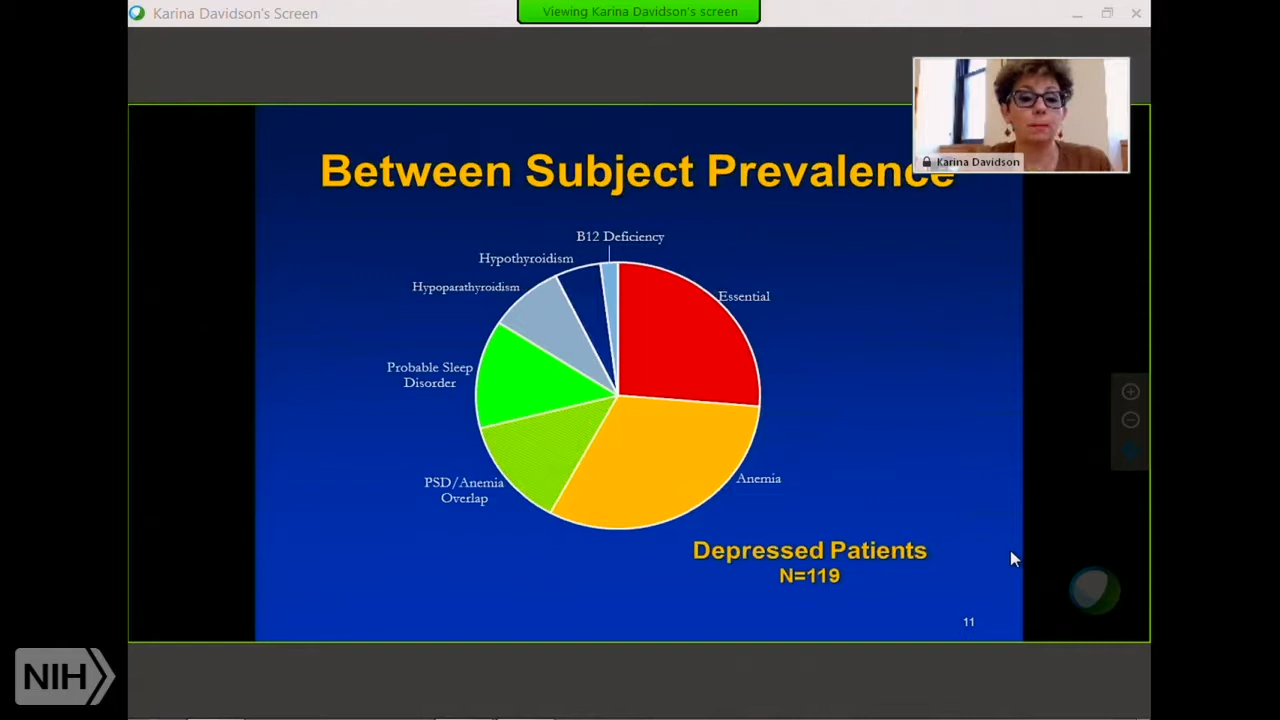 Karina Davidson's Screen
Viewing Karina Davidson's screen
Karina Davidson
Between Subject Prevalence
B12 Deficiency
Hypothyroidism
Hypoparathyroidism
Essential
Probable Sleep
Disorder
PSD/Anemia
Overlap
Anemia
Depressed Patients
N=119
11
NIH